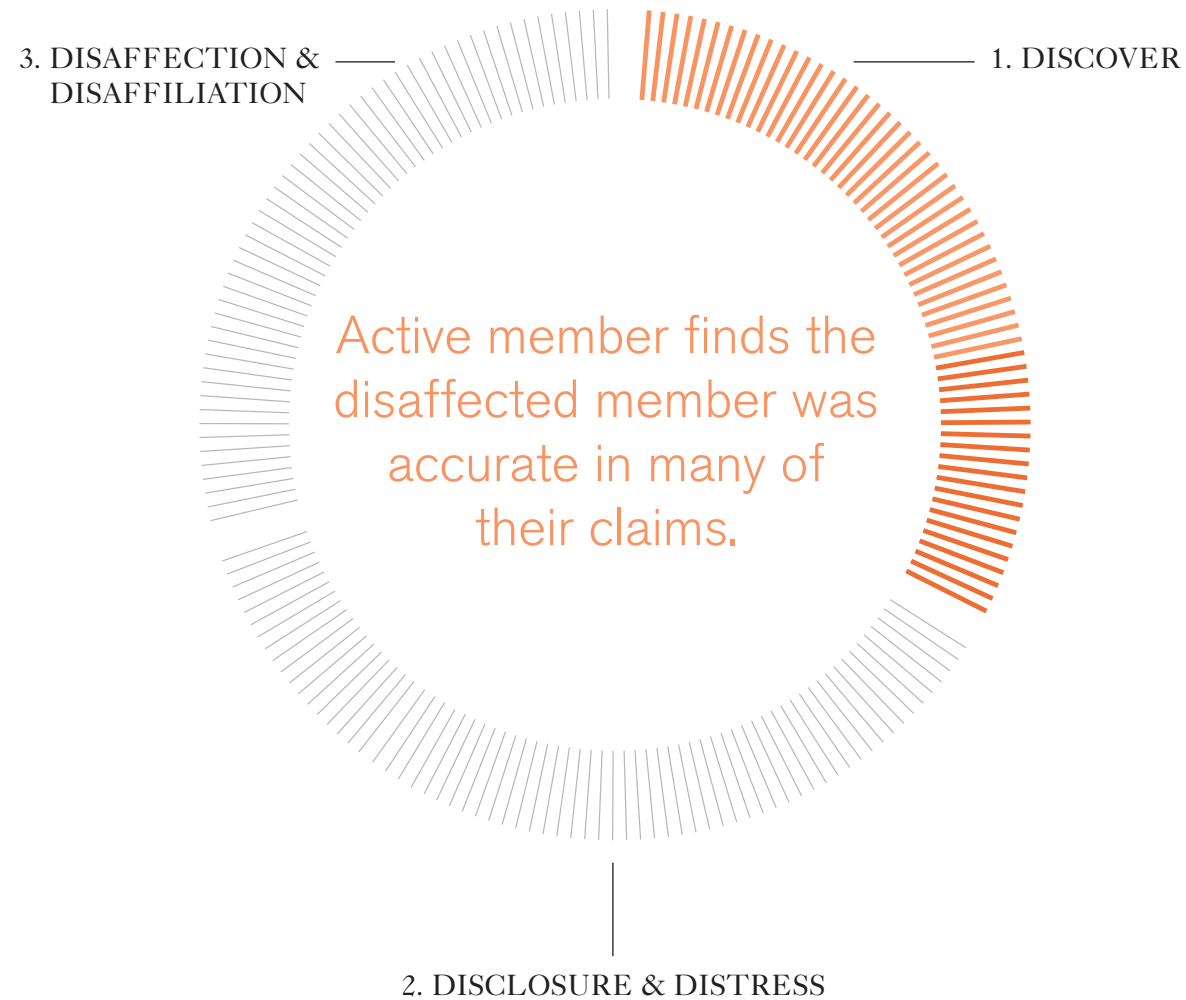 3. DISAFFECTION &
DISAFFILIATION
1. DISCOVER
Active member finds the
disaffected member was
accurate in many of
their claims.
2. DISCLOSURE & DISTRESS